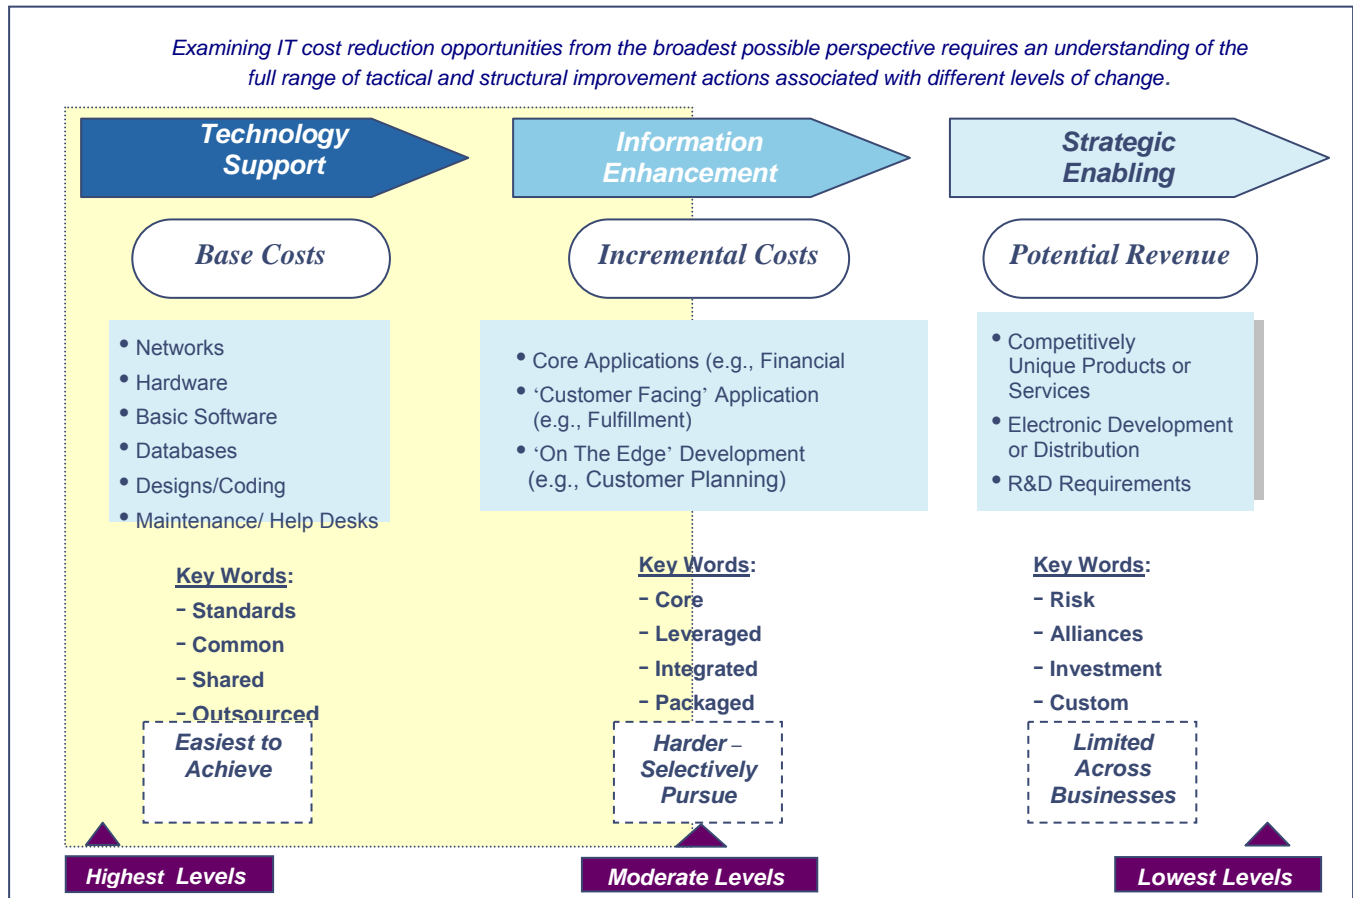 Examining IT cost reduction opportunities from the broadest possible perspective requires an understanding of the
full range of tactical and structural improvement actions associated with different levels of change.
Technology
Support
Information
Enhancement
Strategic
Enabling
Base Costs
Incremental Costs
Potential Revenue
• Networks
• Hardware
• Basic Software
• Databases
• Designs/Coding
• Maintenance/ Help Desks
• Core Applications (e.g., Financial
• ‘Customer Facing’ Application
(e.g., Fulfillment)
• ‘On The Edge’ Development
(e.g., Customer Planning)
• Competitively
Unique Products or
Services
• Electronic Development
or Distribution
• R&D Requirements
Key Words:
– Standards
– Common
– Shared
– Outsourced
Key Words:
– Core
– Leveraged
– Integrated
– Packaged
Key Words:
– Risk
– Alliances
– Investment
– Custom
Easiest to
Achieve
Harder –
Selectively
Pursue
Limited
Across
Businesses
Highest Levels
Moderate Levels
Lowest Levels